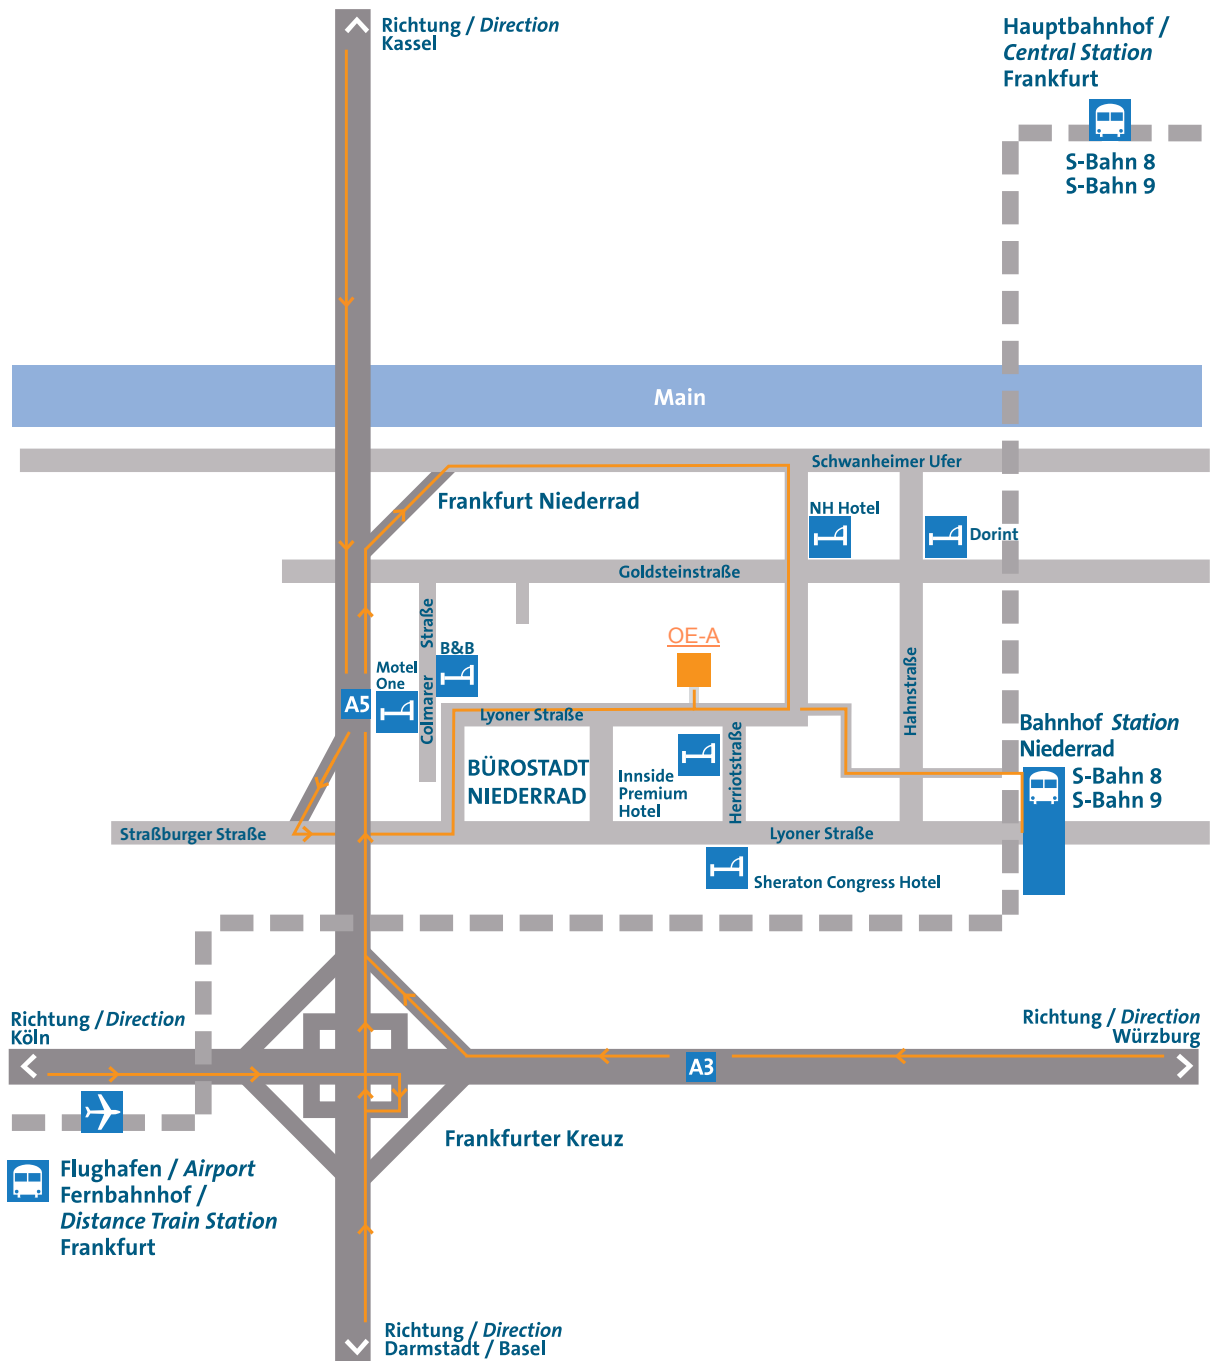 Richtung / Direction
Kassel
Hauptbahnhof /
Central Station
Frankfurt
S-Bahn 8
S-Bahn 9
Main
Schwanheimer Ufer
Frankfurt Niederrad
NH Hotel
Dorint
Goldsteinstraße
Colmarer Straße
OE-A
B&B
Motel
One
A5
Lyoner Straße
Hahnstraße
Bahnhof Station
Niederrad
S-Bahn 8
S-Bahn 9
BÜROSTADT
NIEDERRAD
Innside
Premium
Hotel
Herriotstraße
Straßburger Straße
Lyoner Straße
Sheraton Congress Hotel
Richtung / Direction
Köln
Richtung / Direction
Würzburg
A3
Frankfurter Kreuz
Flughafen / Airport
Fernbahnhof /
Distance Train Station
Frankfurt
Richtung / Direction
Darmstadt / Basel